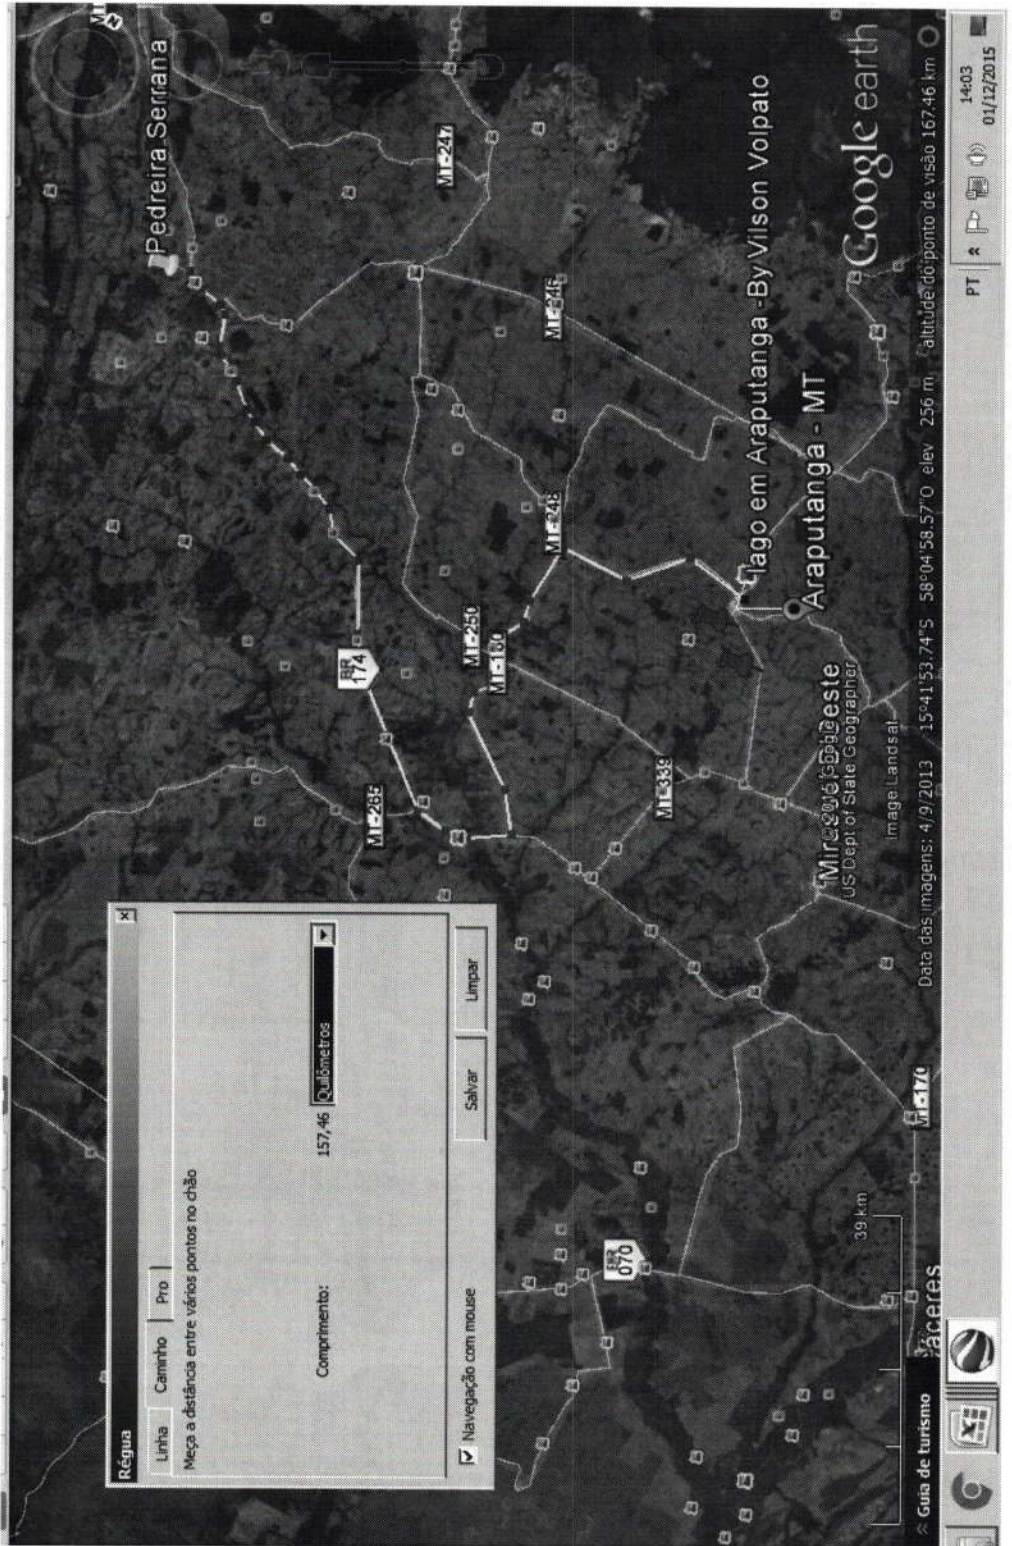 Régua
Linha
Caminho
Pro
Meça a distância entre vários pontos no chão
Comprimento:
157,46
Quilômetros
Navegação com mouse
Salvar
Limpar
Pedreira Serrana
BR
174
MT-285
MT-250
MT-180
MT-247
MT-246
MT-248
MT-339
BR
070
MT-170
lago em Araputanga -By Vilson Volpato
Araputanga - MT
US Dept of State Geographer
Image Landsat
Google earth
39 km
Guia de turismo
Data das imagens: 4/9/2013 15°41'53.74"S 58°04'58.57"O elev 256 m altitude do ponto de visão 167.46 km
PT
14:03
01/12/2015